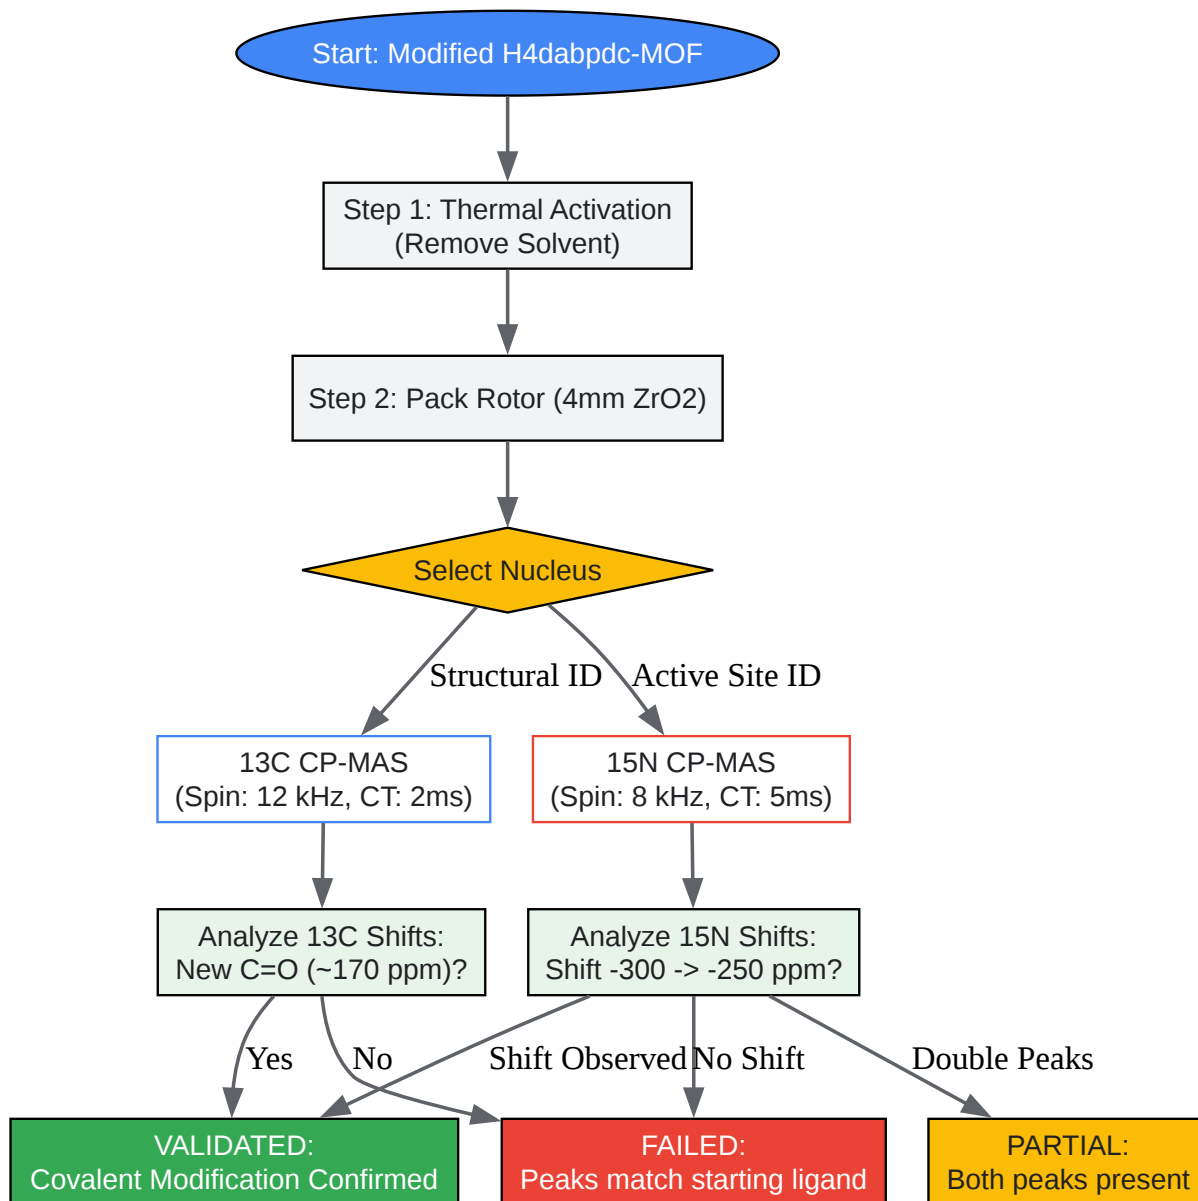 Start: Modified H4dabpdc-MOF
Step 1: Thermal Activation
(Remove Solvent)
Step 2: Pack Rotor (4mm ZrO2)
Select Nucleus
Structural ID
Active Site ID
13C CP-MAS
(Spin: 12 kHz, CT: 2ms)
15N CP-MAS
(Spin: 8 kHz, CT: 5ms)
Analyze 13C Shifts:
New C=O (~170 ppm)?
Analyze 15N Shifts:
Shift -300 -> -250 ppm?
Yes
No
Shift Observed
No Shift
Double Peaks
VALIDATED:
Covalent Modification Confirmed
FAILED:
Peaks match starting ligand
PARTIAL:
Both peaks present